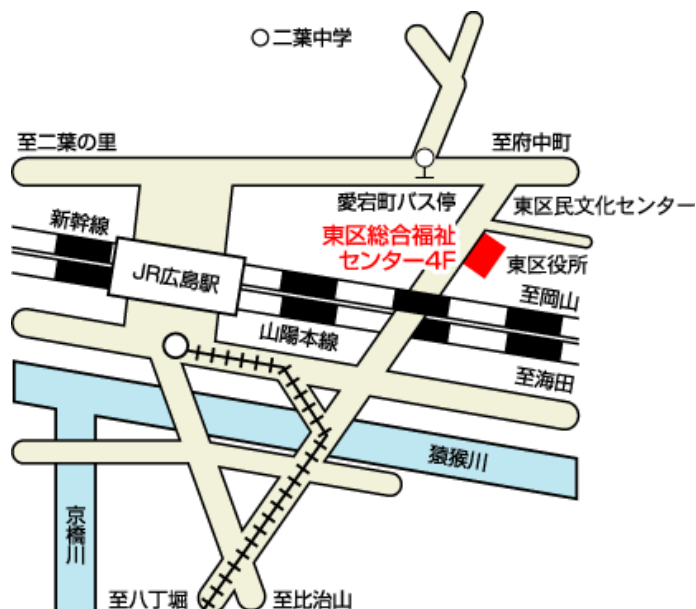 二葉中学
至二葉の里
至府中町
愛宕町バス停
東区民文化センター
新幹線
東区総合福祉
センター4F
東区役所
JR広島駅
至岡山
山陽本線
至海田
猿猴川
京橋川
至八丁堀
至比治山